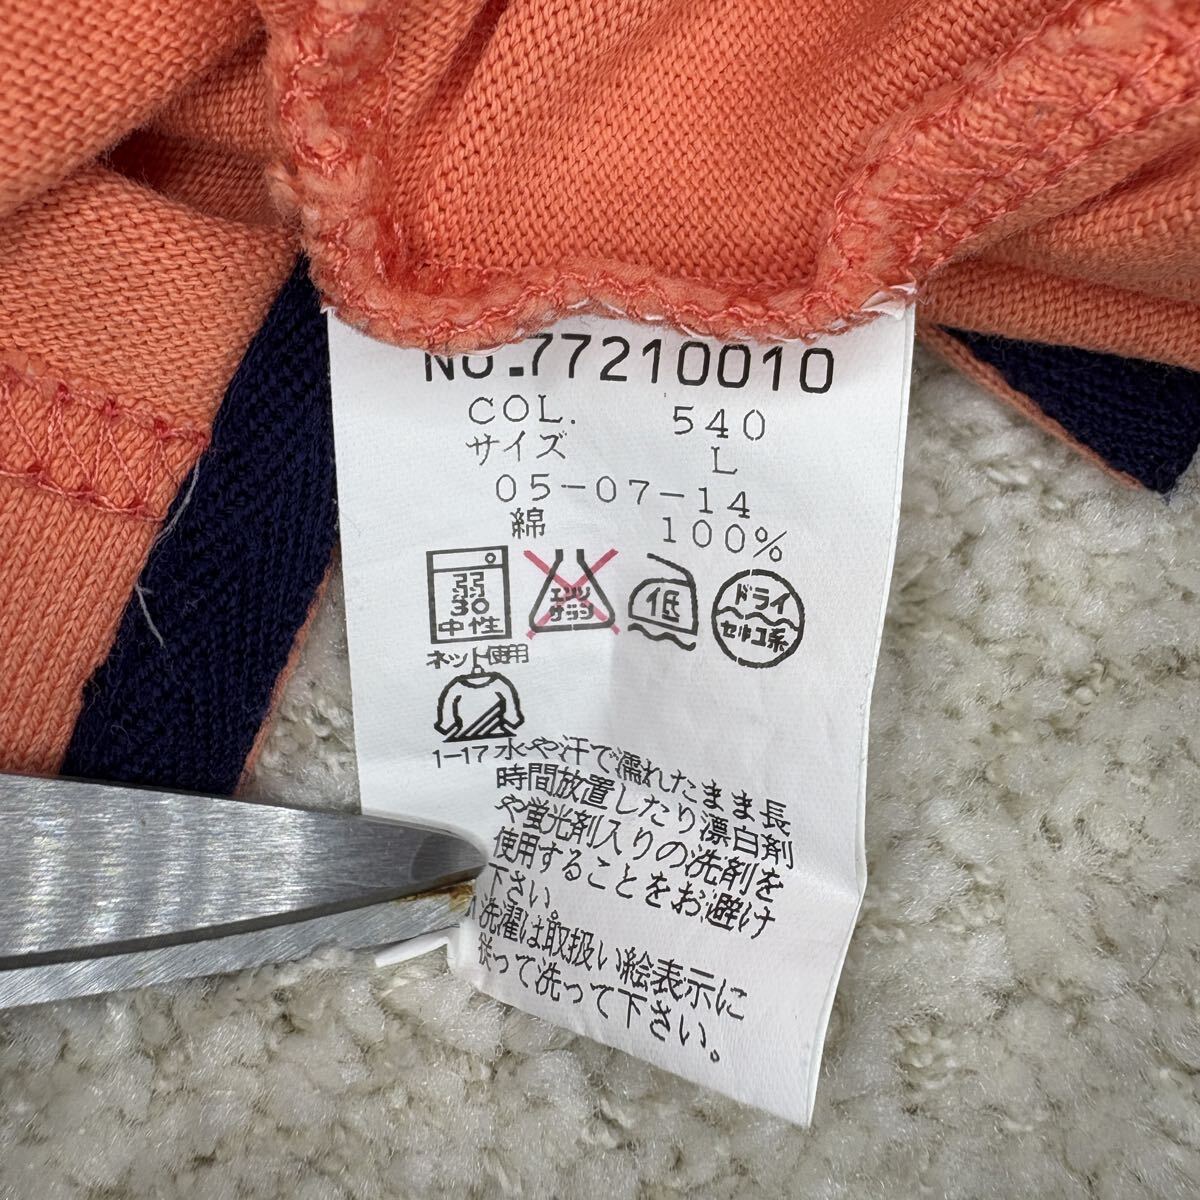 No.77210010
COL. 540
サイズ L
05-07-14
綿 100%
弱
30
中性
エンソ
サラシ
低
ドライ
セキユ系
ネット使用
1-17 水や汗で濡れたまま長
時間放置したり漂白剤
や蛍光剤入りの洗剤を
使用することをお避け
下さい。
洗濯は取扱い絵表示に
従って洗って下さい。